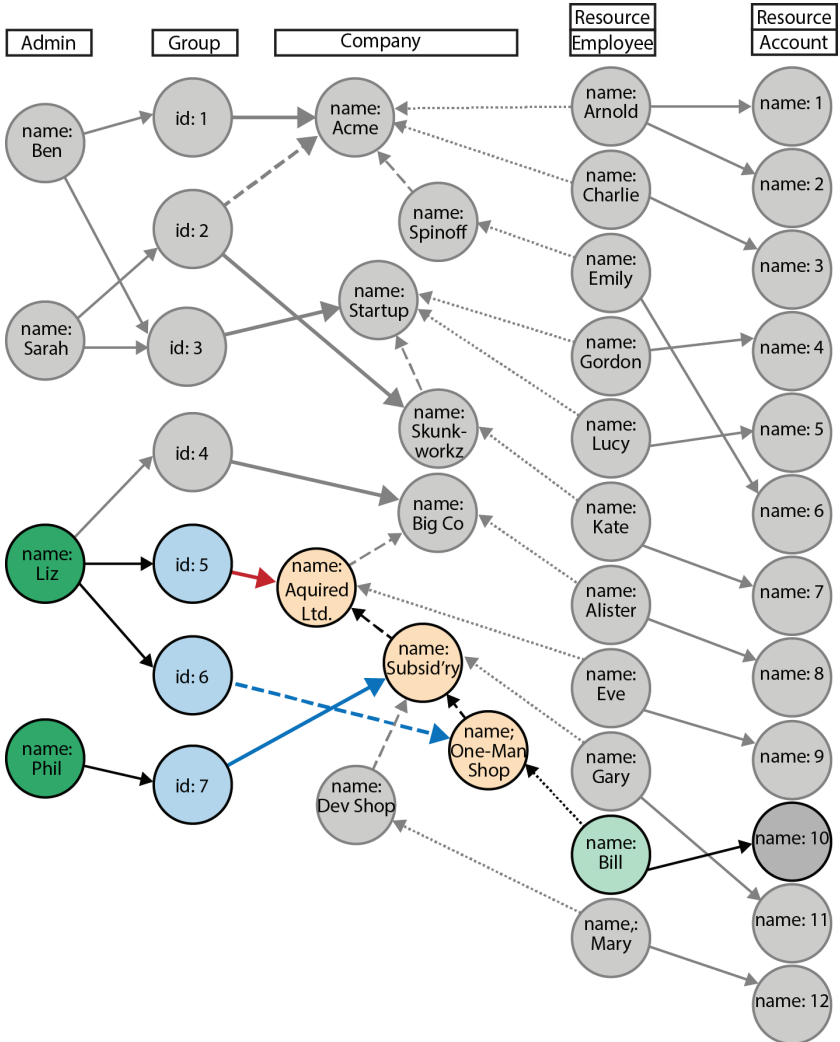 Resource
Resource
Admin
Group
Company
Employee
Account
name:
Ben
name:
Sarah
name:
Liz
name:
Phil
id: 1
id: 2
id: 3
id: 4
id: 5
id: 6
id: 7
name:
Acme
name:
Spinoff
name:
Startup
name:
Skunk-
workz
name:
Big Co
name:
Aquired
Ltd.
name:
Subsid'ry
name;
One-Man
Shop
name:
Dev Shop
name:
Arnold
name:
Charlie
name:
Emily
name:
Gordon
name:
Lucy
name:
Kate
name:
Alister
name:
Eve
name:
Gary
name:
Bill
name,:
Mary
name: 1
name: 2
name: 3
name: 4
name: 5
name: 6
name: 7
name: 8
name: 9
name: 10
name: 11
name: 12